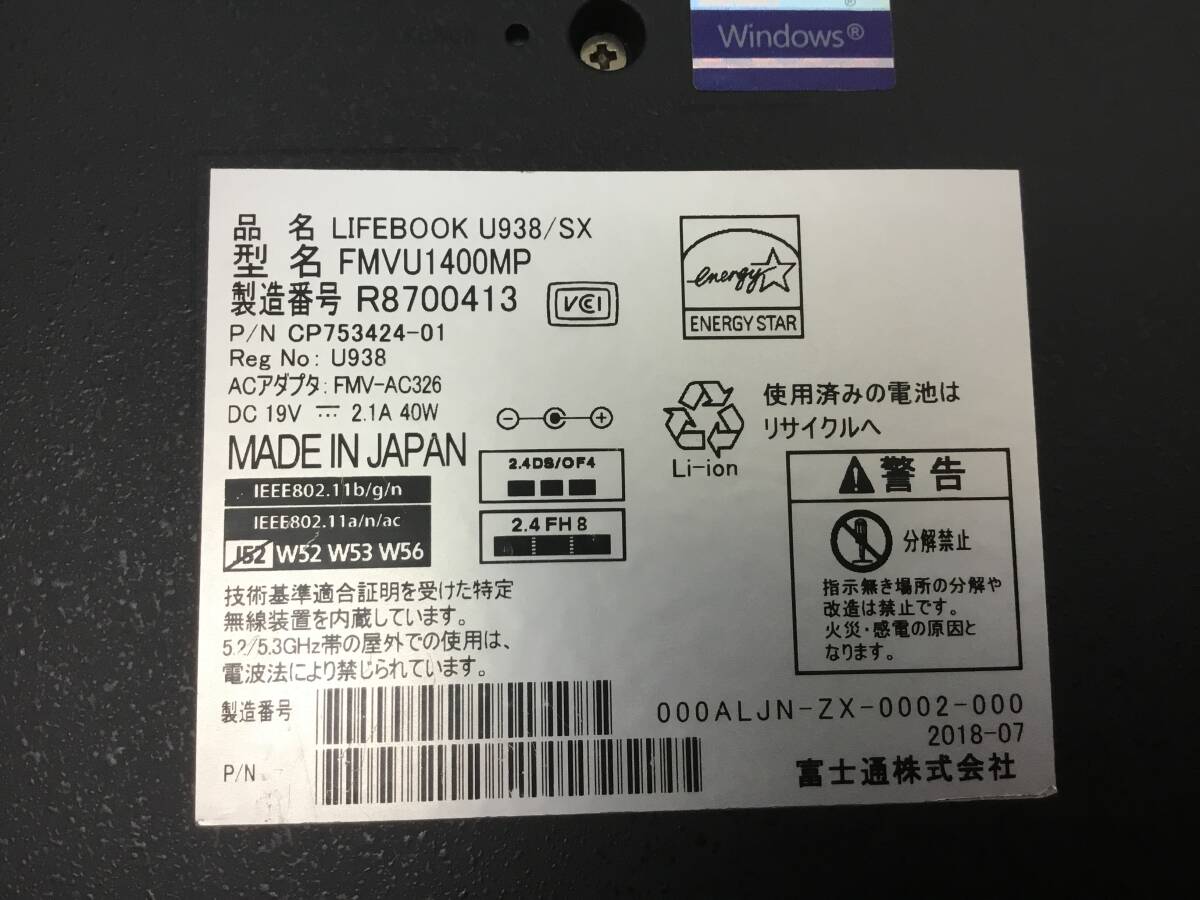 Windows®
品 名 LIFEBOOK U938/SX
型 名 FMVU1400MP
製造番号 R8700413
VCI
P/N CP753424-01
Reg No: U938
ACアダプタ: FMV-AC326
DC 19V ⎓ 2.1A 40W
MADE IN JAPAN
IEEE802.11b/g/n
IEEE802.11a/n/ac
J52 W52 W53 W56
2.4DS/OF4
2.4FH8
技術基準適合証明を受けた特定
無線装置を内蔵しています。
5.2/5.3GHz帯の屋外での使用は、
電波法により禁じられています。
製造番号
P/N
energy
ENERGY STAR
使用済みの電池は
リサイクルへ
Li-ion
警告
分解禁止
指示無き場所の分解や
改造は禁止です。
火災・感電の原因と
なります。
000ALJN-ZX-0002-000
2018-07
富士通株式会社